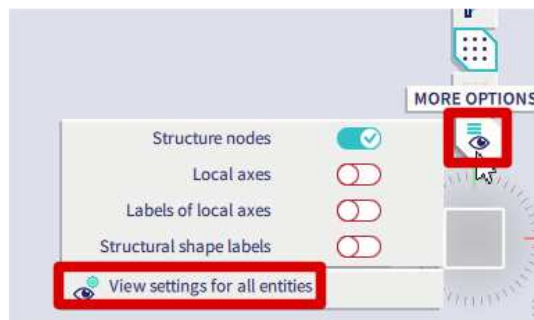 MORE OPTIONS
Structure nodes
Local axes
Labels of local axes
Structural shape labels
View settings for all entities